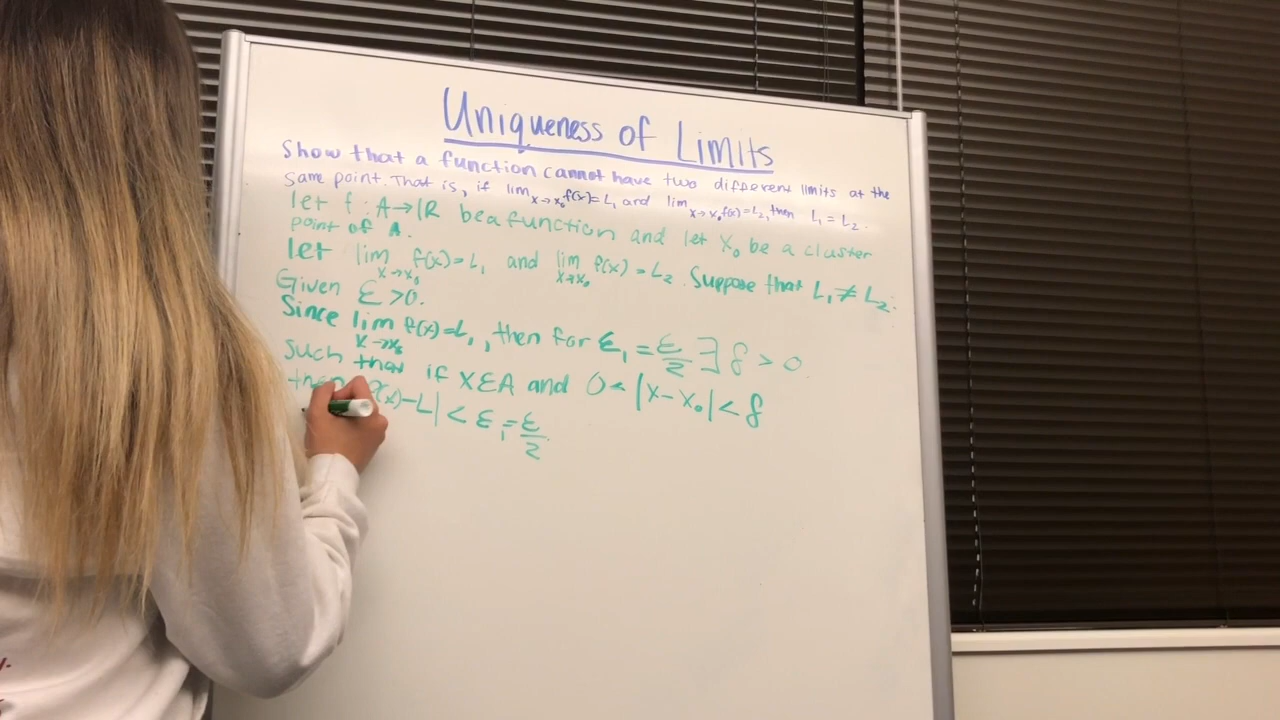 Uniqueness of Limits
Show that a function cannot have two different limits at the
same point. That is, if lim x→x₀ f(x)=L₁ and lim x→x₀ f(x)=L₂, then L₁=L₂.
let f: A→ℝ be a function and let X₀ be a cluster
point of A.
let lim x→x₀ f(x)=L₁ and lim x→x₀ f(x)=L₂. Suppose that L₁≠L₂.
Given ε>0.
Since lim x→x₀ f(x)=L₁, then for ε₁=ε/2 ∃ δ>0
Such that if X∈A and 0<|x-x₀|<δ
then f(x)-L|<ε₁=ε/2.